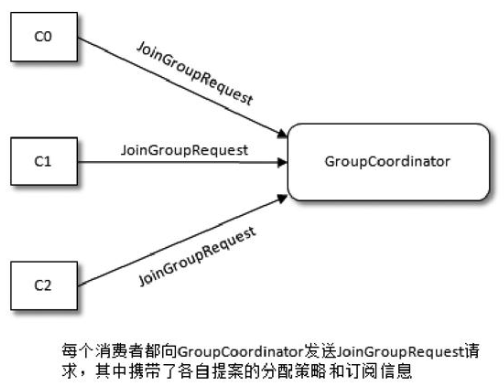 C0
JoinGroupRequest
C1
JoinGroupRequest
GroupCoordinator
C2
JoinGroupRequest
每个消费者都向GroupCoordinator发送JoinGroupRequest请
求，其中携带了各自提案的分配策略和订阅信息